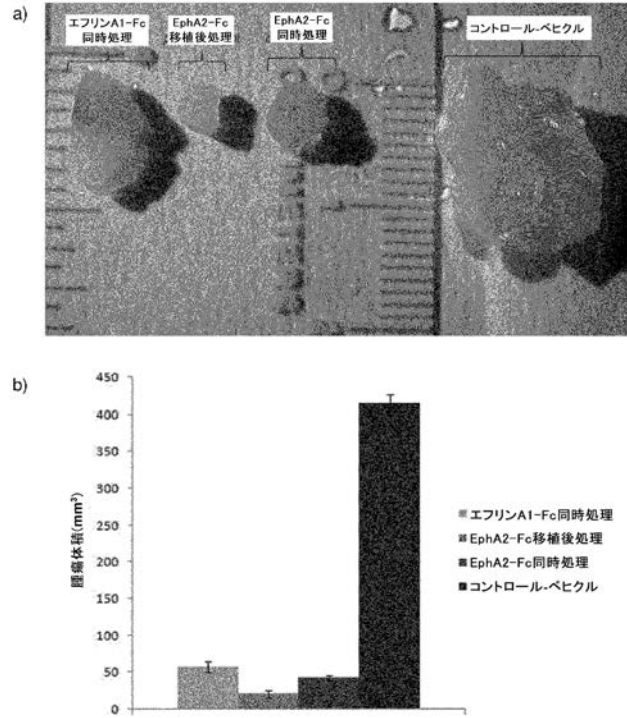 a)
エフリンA1-Fc
同時処理
EphA2-Fc
移植後処理
EphA2-Fc
同時処理
コントロール-ベヒクル
b)
腫瘍体積(mm³)
450
400
350
300
250
200
150
100
50
0
エフリンA1-Fc同時処理
EphA2-Fc移植後処理
EphA2-Fc同時処理
コントロール-ベヒクル